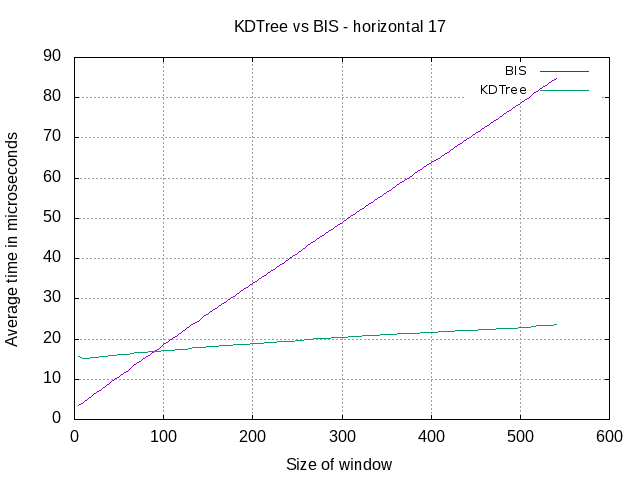 KDTree vs BIS - horizontal 17
BIS
KDTree
90
80
70
60
50
40
30
20
10
0
Average time in microseconds
0 100 200 300 400 500 600
Size of window